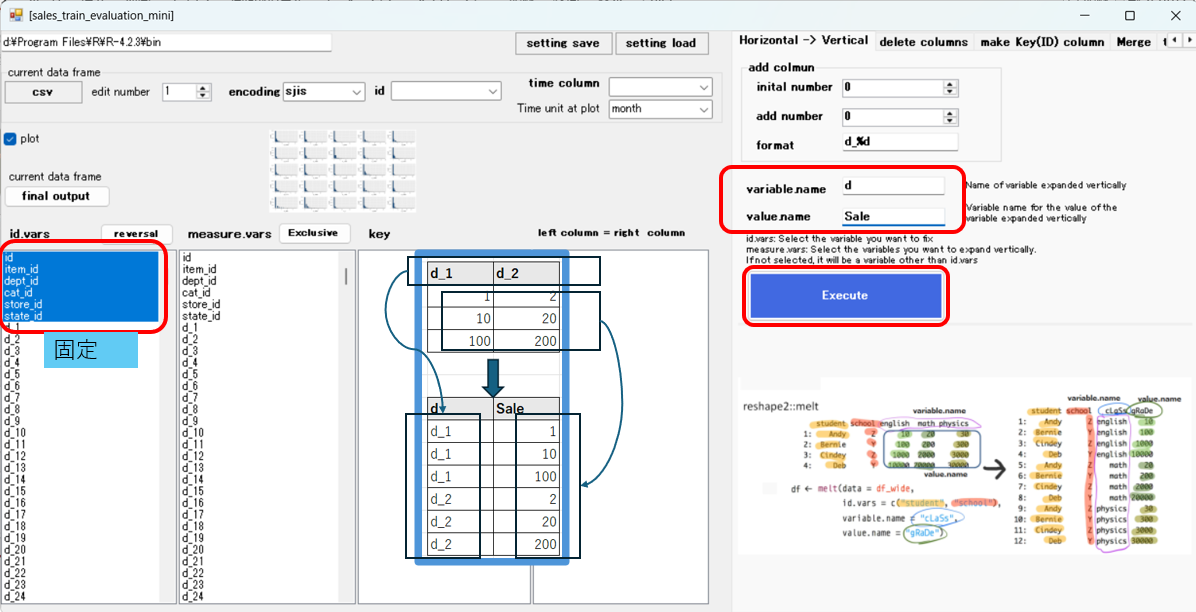 [sales_train_evaluation_mini]
d:¥Program Files¥R¥R-4.2.3¥bin
setting save
setting load
current data frame
csv
edit number
1
encoding
sjis
id
time column
Time unit at plot
month
plot
current data frame
final output
id.vars
reversal
measure.vars
Exclusive
key
left column = right column
id
item_id
dept_id
cat_id
store_id
state_id
d_1
d_2
d_3
d_4
d_5
d_6
d_7
d_8
d_9
d_10
d_11
d_12
d_13
d_14
d_15
d_16
d_17
d_18
d_19
d_20
d_21
d_22
d_23
d_24
固定
id
item_id
dept_id
cat_id
store_id
state_id
d_1
d_2
d_3
d_4
d_5
d_6
d_7
d_8
d_9
d_10
d_11
d_12
d_13
d_14
d_15
d_16
d_17
d_18
d_19
d_20
d_21
d_22
d_23
d_24
d_1 d_2
1 2
10 20
100 200
d Sale
d_1 1
d_1 10
d_1 100
d_2 2
d_2 20
d_2 200
Horizontal -> Vertical
delete columns
make Key(ID) column
Merge
add colmun
inital number
0
add number
0
format
d_%d
variable.name
d
Name of variable expanded vertically
value.name
Sale
Variable name for the value of the
variable expanded vertically
id.vars: Select the variable you want to fix
measure.vars: Select the variables you want to expand vertically.
If not selected, it will be a variable other than id.vars
Execute
reshape2::melt
variable.name
student school english math physics
1: Andy Z 10 20 30
2: Bernie Y 100 200 300
3: Cindey Z 1000 2000 3000
4: Deb Y 10000 20000 30000
value.name
df <- melt(data = df_wide,
id.vars = c("student", "school"),
variable.name = "cLaSs",
value.name = "gRaDe")
variable.name value.name
student school cLaSs gRaDe
1: Andy Z english 10
2: Bernie Y english 100
3: Cindey Z english 1000
4: Deb Y english 10000
5: Andy Z math 20
6: Bernie Y math 200
7: Cindey Z math 2000
8: Deb Y math 20000
9: Andy Z physics 30
10: Bernie Y physics 300
11: Cindey Z physics 3000
12: Deb Y physics 30000